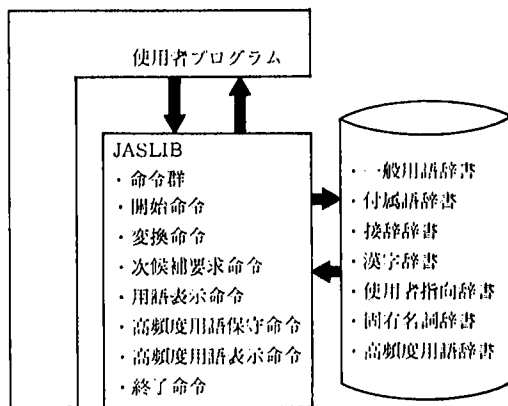 使用者プログラム
JASLIB
・命令群
・開始命令
・変換命令
・次候補要求命令
・用語表示命令
・高頻度用語保守命令
・高頻度用語表示命令
・終了命令
・一般用語辞書
・付属語辞書
・接辞辞書
・漢字辞書
・使用者指向辞書
・固有名詞辞書
・高頻度用語辞書